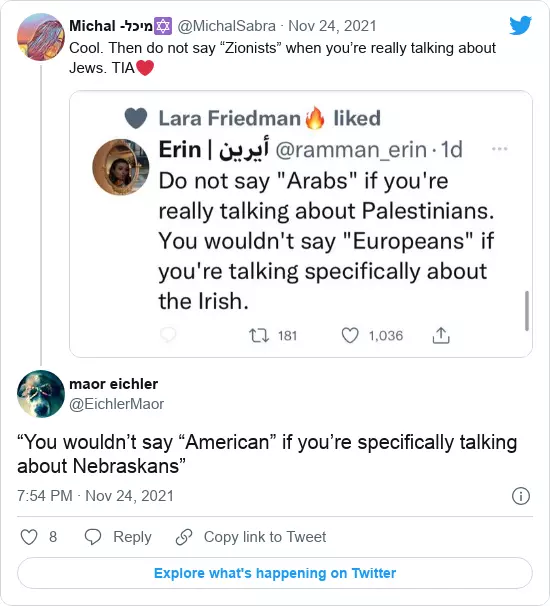 Michal -מיכל✡️ @MichalSabra · Nov 24, 2021
Cool. Then do not say “Zionists” when you’re really talking about
Jews. TIA❤️
Lara Friedman🔥 liked
Erin | أيرين @ramman_erin · 1d
Do not say "Arabs" if you're
really talking about Palestinians.
You wouldn't say "Europeans" if
you're talking specifically about
the Irish.
181 1,036
maor eichler
@EichlerMaor
“You wouldn’t say “American” if you’re specifically talking
about Nebraskans”
7:54 PM · Nov 24, 2021
8 Reply Copy link to Tweet
Explore what's happening on Twitter